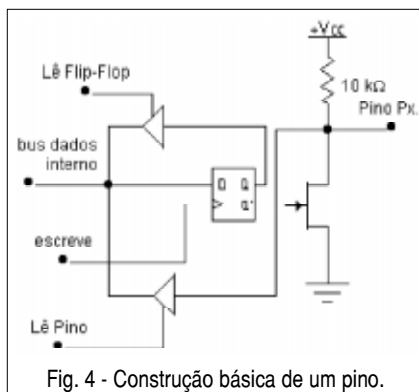 +Vcc
Lê Flip-Flop
10 kΩ
Pino Px.
bus dados
interno
D Q
Q'
escreve
Lê Pino
Fig. 4 - Construção básica de um pino.